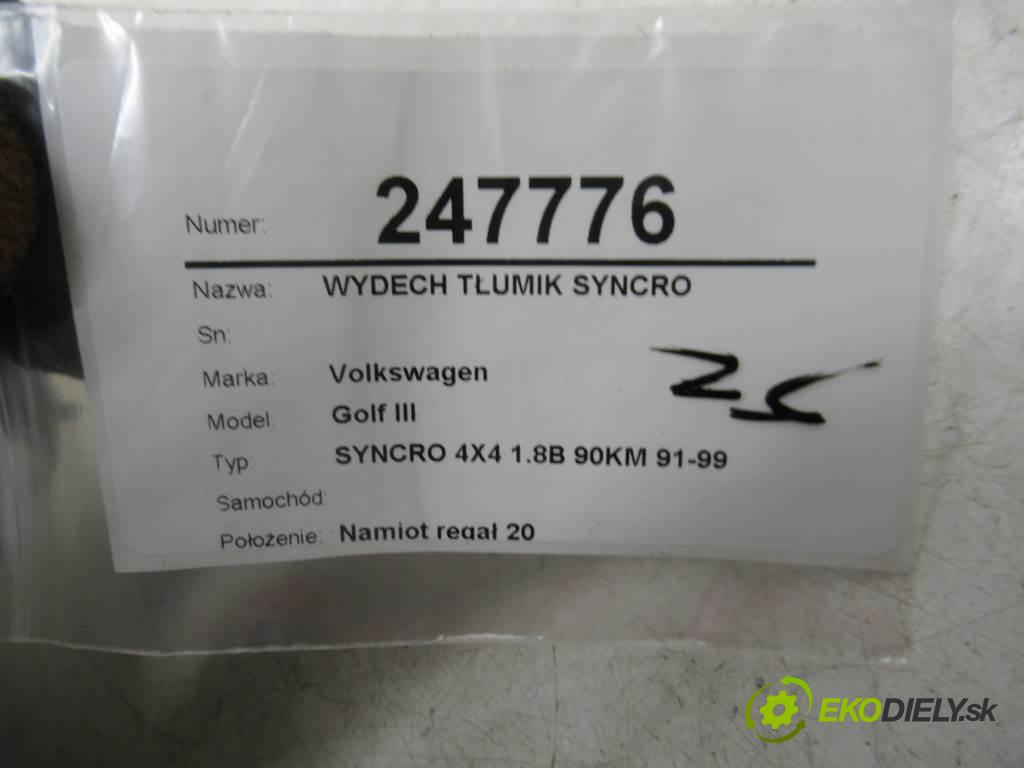 Numer: 247776
Nazwa: WYDECH TŁUMIK SYNCRO
Sn:
Marka: Volkswagen
Model: Golf III
Typ: SYNCRO 4X4 1.8B 90KM 91-99
Samochód:
Położenie: Namiot regał 20
EKODIELY.sk